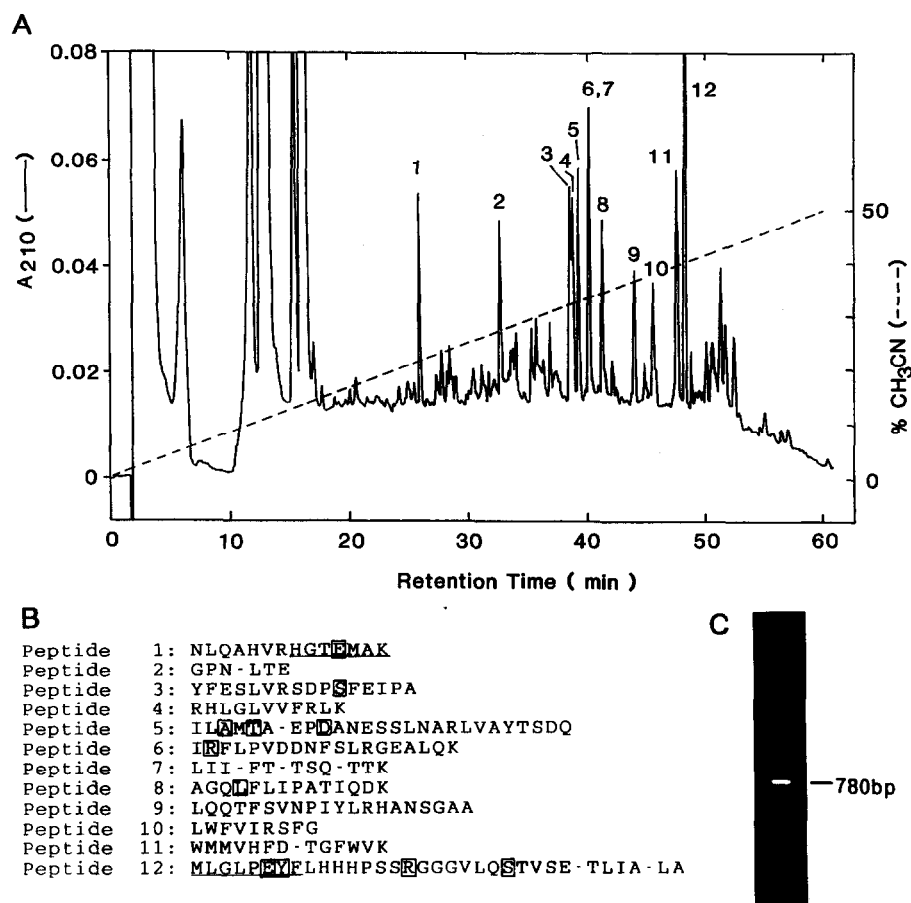 A
0.08
0.06
0.04
0.02
0
A210 (——)
1
2
3
4
5
6,7
8
9
10
11
12
50
0
% CH3CN (----)
0 10 20 30 40 50 60
Retention Time ( min )
B
Peptide 1: NLQAHVRHGTEMAK
Peptide 2: GPN-LTE
Peptide 3: YFESLVRSDPSFEIPA
Peptide 4: RHLGLVVFRLK
Peptide 5: ILAMTA-EPDANESSLNARLVAYTSDQ
Peptide 6: IRFLPVDDNFSLRGEALQK
Peptide 7: LII-FT-TSQ-TTK
Peptide 8: AGQLFLIPATIQDK
Peptide 9: LQQTFSVNPIYLRHANSGAA
Peptide 10: LWFVIRSFG
Peptide 11: WMMVHFD-TGFWVK
Peptide 12: MLGLPEYFLHHHPSSRGGGVLQSTVSE-TLIA-LA
C
780bp